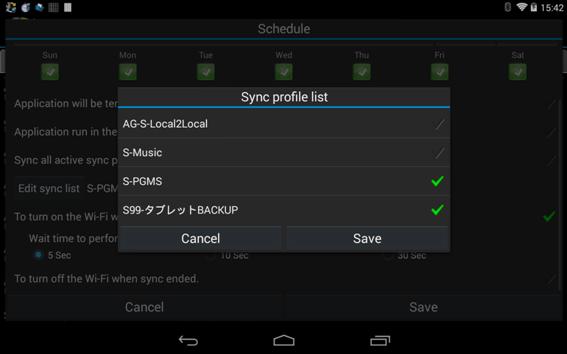 15:42
Schedule
Sun Mon Tue Wed Thu Fri Sat
Application will be ter
Sync profile list
AG-S-Local2Local
Application run in the
S-Music
Sync all active sync p
S-PGMS
Edit sync list S-PGM
S99-タブレットBACKUP
To turn on the Wi-Fi w
Wait time to perfor
Cancel Save
5 Sec 10 Sec 30 Sec
To turn off the Wi-Fi when sync ended.
Cancel Save